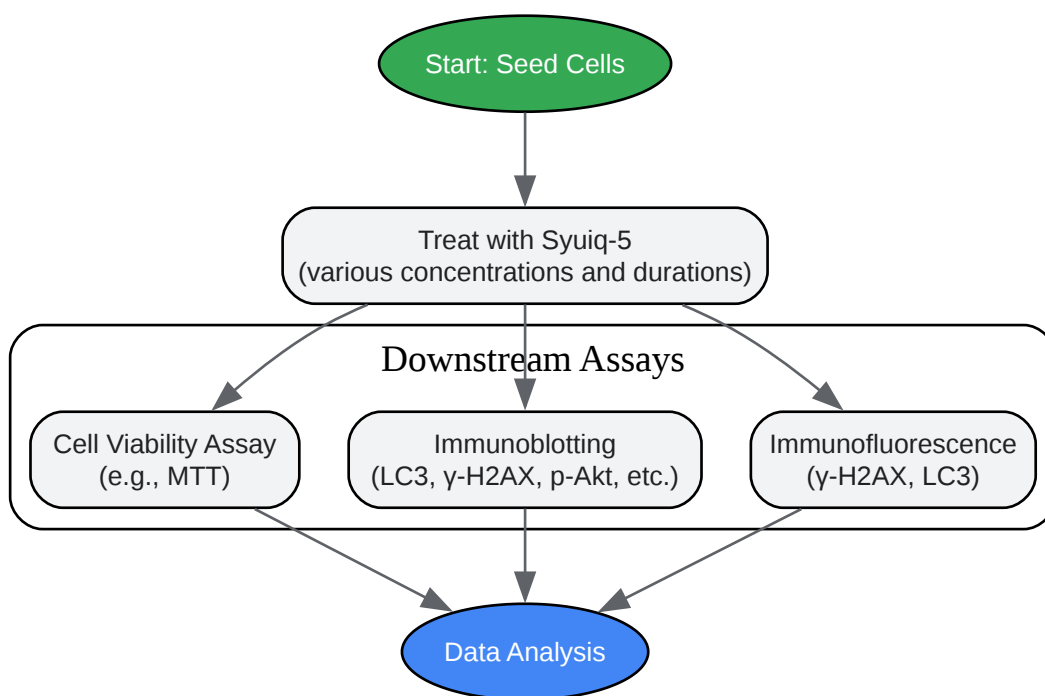 Start: Seed Cells
Treat with Syuiq-5
(various concentrations and durations)
Downstream Assays
Cell Viability Assay
(e.g., MTT)
Immunoblotting
(LC3, γ-H2AX, p-Akt, etc.)
Immunofluorescence
(γ-H2AX, LC3)
Data Analysis